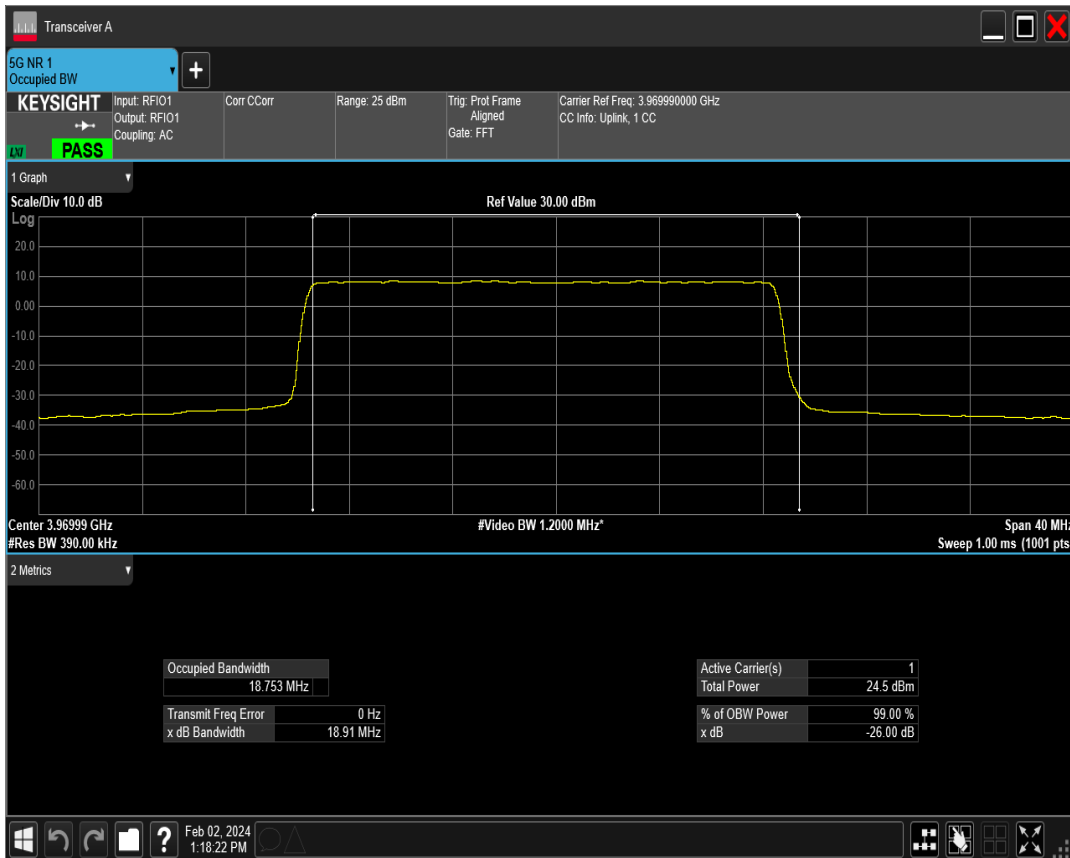 Transceiver A
5G NR 1
Occupied BW
+
KEYSIGHT
LXI
PASS
Input: RFIO1
Output: RFIO1
Coupling: AC
Corr CCorr
Range: 25 dBm
Trig: Prot Frame
Aligned
Gate: FFT
Carrier Ref Freq: 3.969990000 GHz
CC Info: Uplink, 1 CC
1 Graph
Scale/Div 10.0 dB
Ref Value 30.00 dBm
Log
20.0
10.0
0.00
-10.0
-20.0
-30.0
-40.0
-50.0
-60.0
Center 3.96999 GHz
#Video BW 1.2000 MHz*
Span 40 MHz
#Res BW 390.00 kHz
Sweep 1.00 ms (1001 pts
2 Metrics
Occupied Bandwidth
18.753 MHz
Transmit Freq Error 0 Hz
x dB Bandwidth 18.91 MHz
Active Carrier(s) 1
Total Power 24.5 dBm
% of OBW Power 99.00 %
x dB -26.00 dB
?
Feb 02, 2024
1:18:22 PM